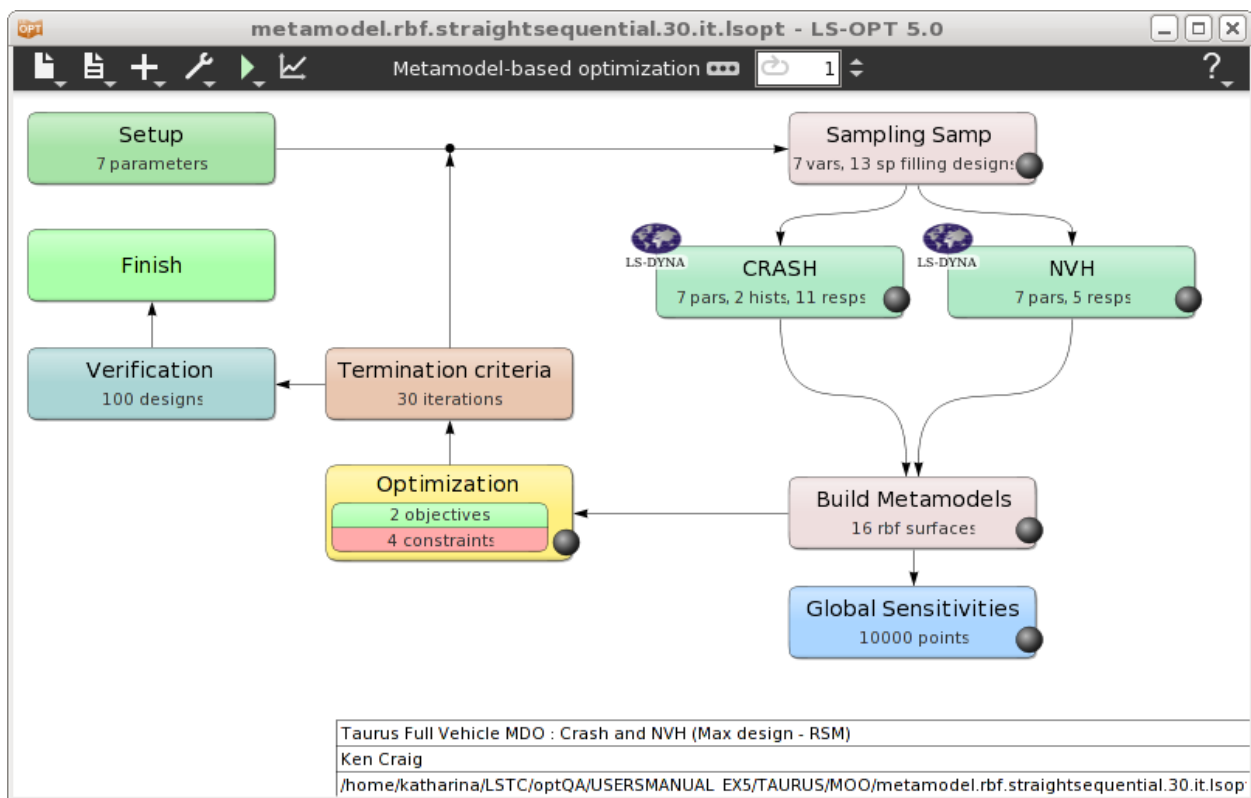 OPT
metamodel.rbf.straightsequential.30.it.lsopt - LS-OPT 5.0
Metamodel-based optimization
1
?
Setup
7 parameters
Sampling Samp
7 vars, 13 sp filling designs
Finish
LS-DYNA
CRASH
7 pars, 2 hists, 11 resps
LS-DYNA
NVH
7 pars, 5 resps
Verification
100 designs
Termination criteria
30 iterations
Optimization
2 objectives
4 constraints
Build Metamodels
16 rbf surfaces
Global Sensitivities
10000 points
Taurus Full Vehicle MDO : Crash and NVH (Max design - RSM)
Ken Craig
/home/katharina/LSTC/optQA/USERSMANUAL_EX5/TAURUS/MOO/metamodel.rbf.straightsequential.30.it.lsop